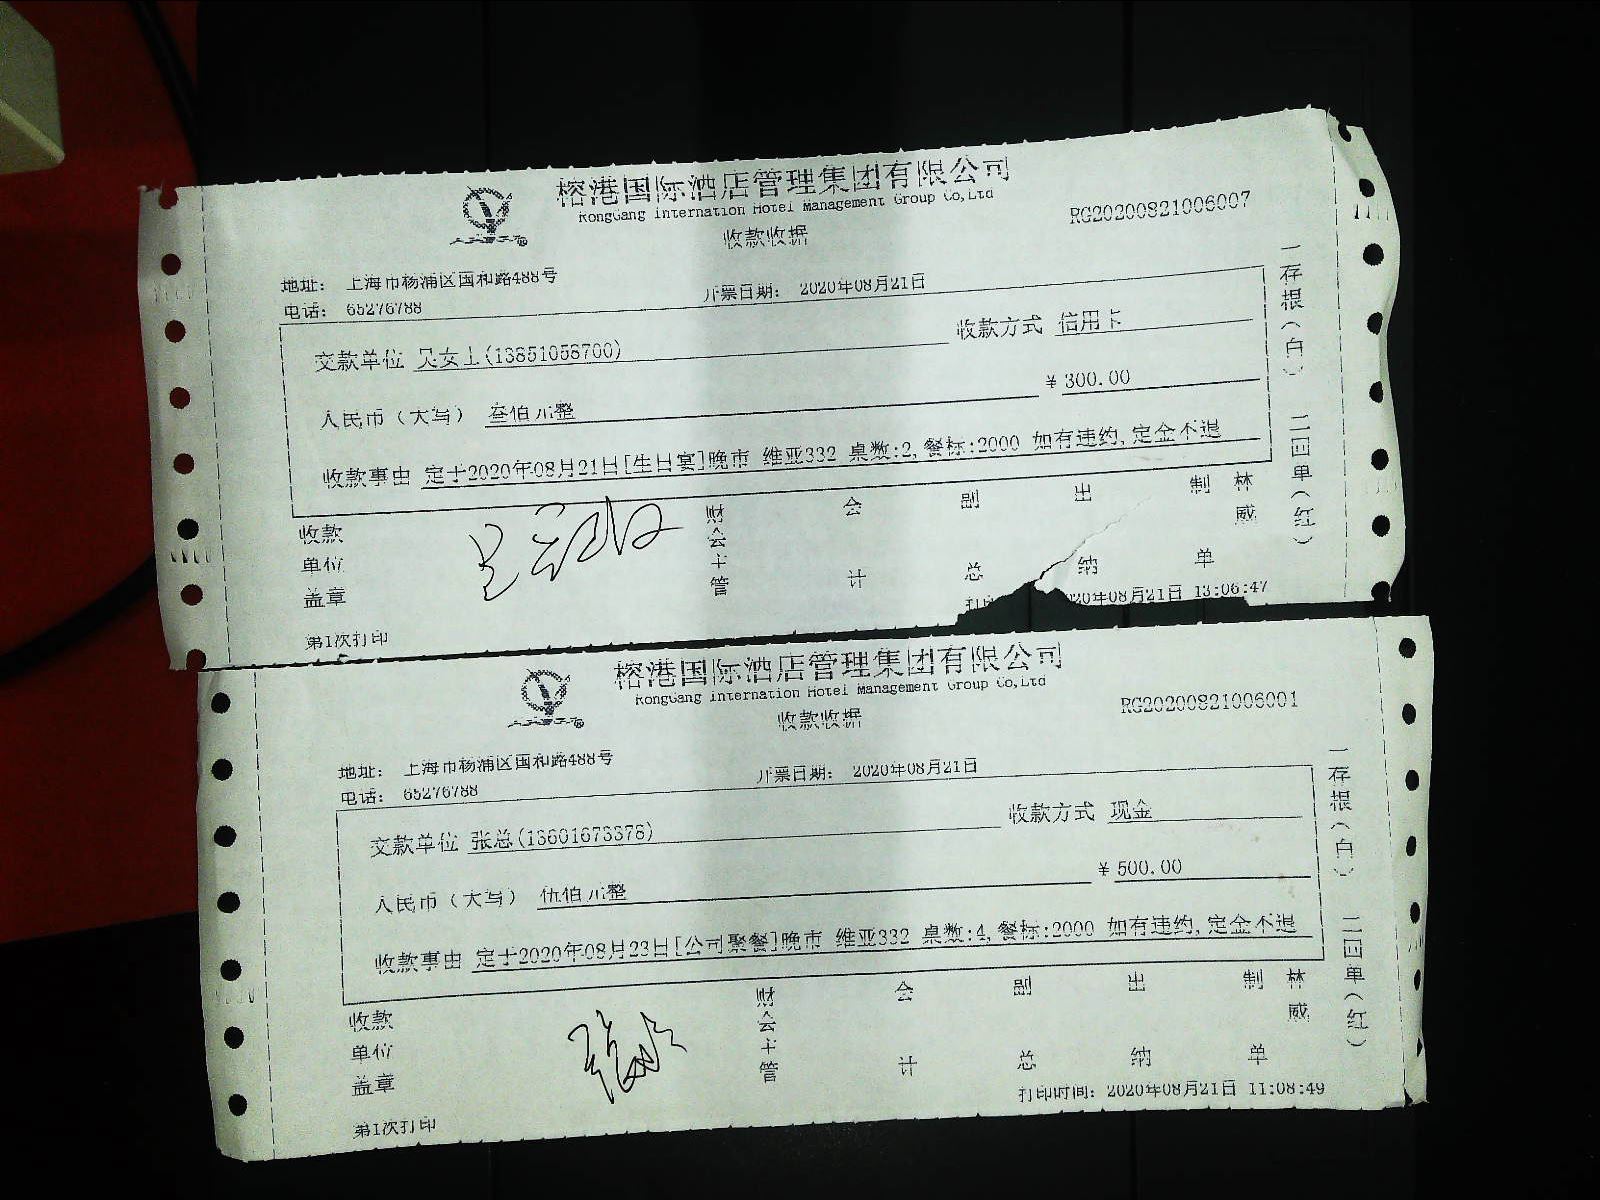 榕港国际酒店管理集团有限公司
RongGang Internation Hotel Management Group Co,Ltd
收款收据
RG20200821006007
地址： 上海市杨浦区国和路488号
电话： 65276788
开票日期： 2020年08月21日
收款方式 信用卡
交款单位 吴女士(13851058700)
人民币（大写） 叁佰元整
¥ 300.00
收款事由 定于2020年08月21日[生日宴]晚市 维亚332 桌数:2,餐标:2000 如有违约,定金不退
一存根(白) 二回单(红)
收款单位盖章
财会主管
会计
副总
出纳
制单
林威
第1次打印
20年08月21日 13:06:47
榕港国际酒店管理集团有限公司
RongGang Internation Hotel Management Group Co,Ltd
收款收据
RG20200821006001
地址： 上海市杨浦区国和路488号
电话： 65276788
开票日期： 2020年08月21日
收款方式 现金
交款单位 张总(13601673378)
人民币（大写） 伍佰元整
¥ 500.00
收款事由 定于2020年08月23日[公司聚餐]晚市 维亚332 桌数:4,餐标:2000 如有违约,定金不退
一存根(白) 二回单(红)
收款单位盖章
财会主管
会计
副总
出纳
制单
林威
第1次打印
打印时间： 2020年08月21日 11:08:49